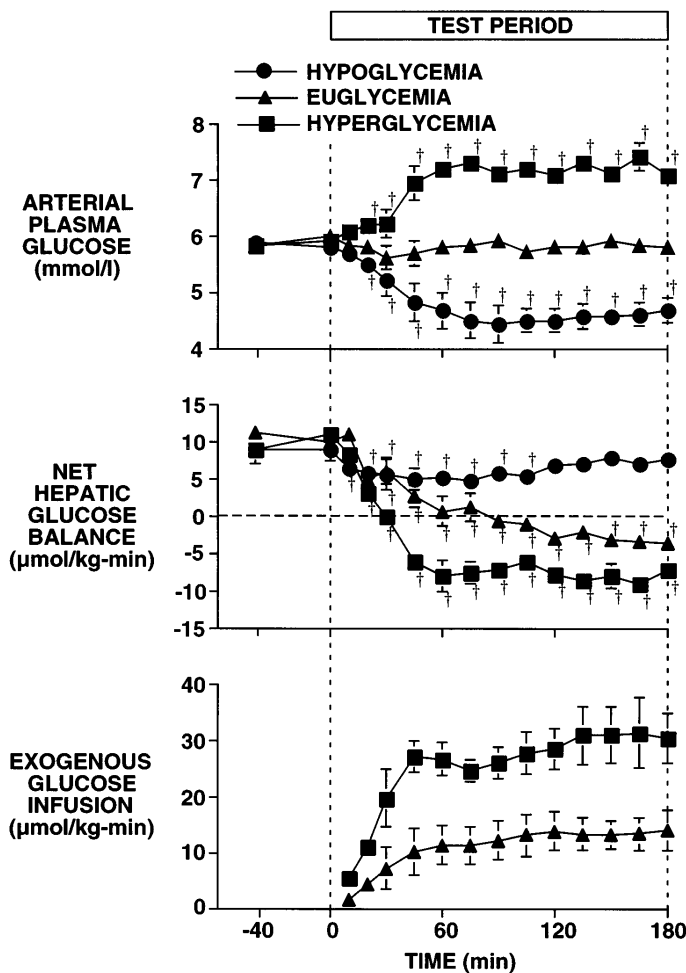 TEST PERIOD
HYPOGLYCEMIA
EUGLYCEMIA
HYPERGLYCEMIA
ARTERIAL
PLASMA
GLUCOSE
(mmol/l)
8
7
6
5
4
† † † † † † † † † † † †
† † † † † † † † † † † †
NET
HEPATIC
GLUCOSE
BALANCE
(µmol/kg-min)
15
10
5
0
-5
-10
-15
EXOGENOUS
GLUCOSE
INFUSION
(µmol/kg-min)
40
30
20
10
0
-40 0 60 120 180
TIME (min)